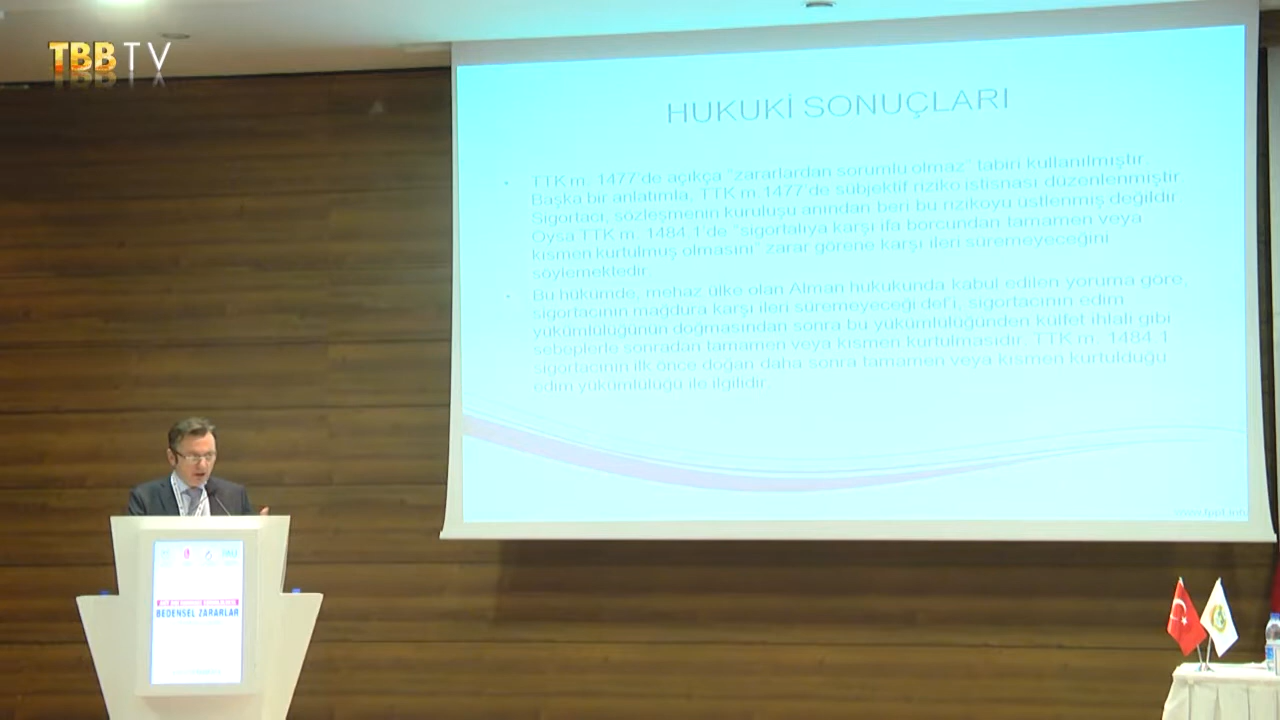 TBB TV
HUKUKİ SONUÇLARI
TTK m. 1477'de açıkça "zararlardan sorumlu olmaz" tabiri kullanılmıştır.
Başka bir anlatımla, TTK m.1477'de subjektif riziko istisnası düzenlenmiştir.
Sigortacı, sözleşmenin kuruluşu anından beri bu rizikoyu üstlenmiş değildir.
Oysa TTK m. 1484.1'de "sigortalıya karşı ifa borcundan tamamen veya
kısmen kurtulmuş olmasını" zarar görene karşı ileri süremeyeceğini
söylemektedir.
Bu hükümde, mehaz ülke olan Alman hukukunda kabul edilen yoruma göre,
sigortacının mağdura karşı ileri süremeyeceği def'i, sigortacının edim
yükümlülüğünün doğmasından sonra bu yükümlülüğünden külfet ihlali gibi
sebeplerle sonradan tamamen veya kısmen kurtulmasıdır. TTK m. 1484.1
sigortacının ilk önce doğan daha sonra tamamen veya kısmen kurtulduğu
edim yükümlülüğü ile ilgilidir.
BEDENSEL ZARARLAR